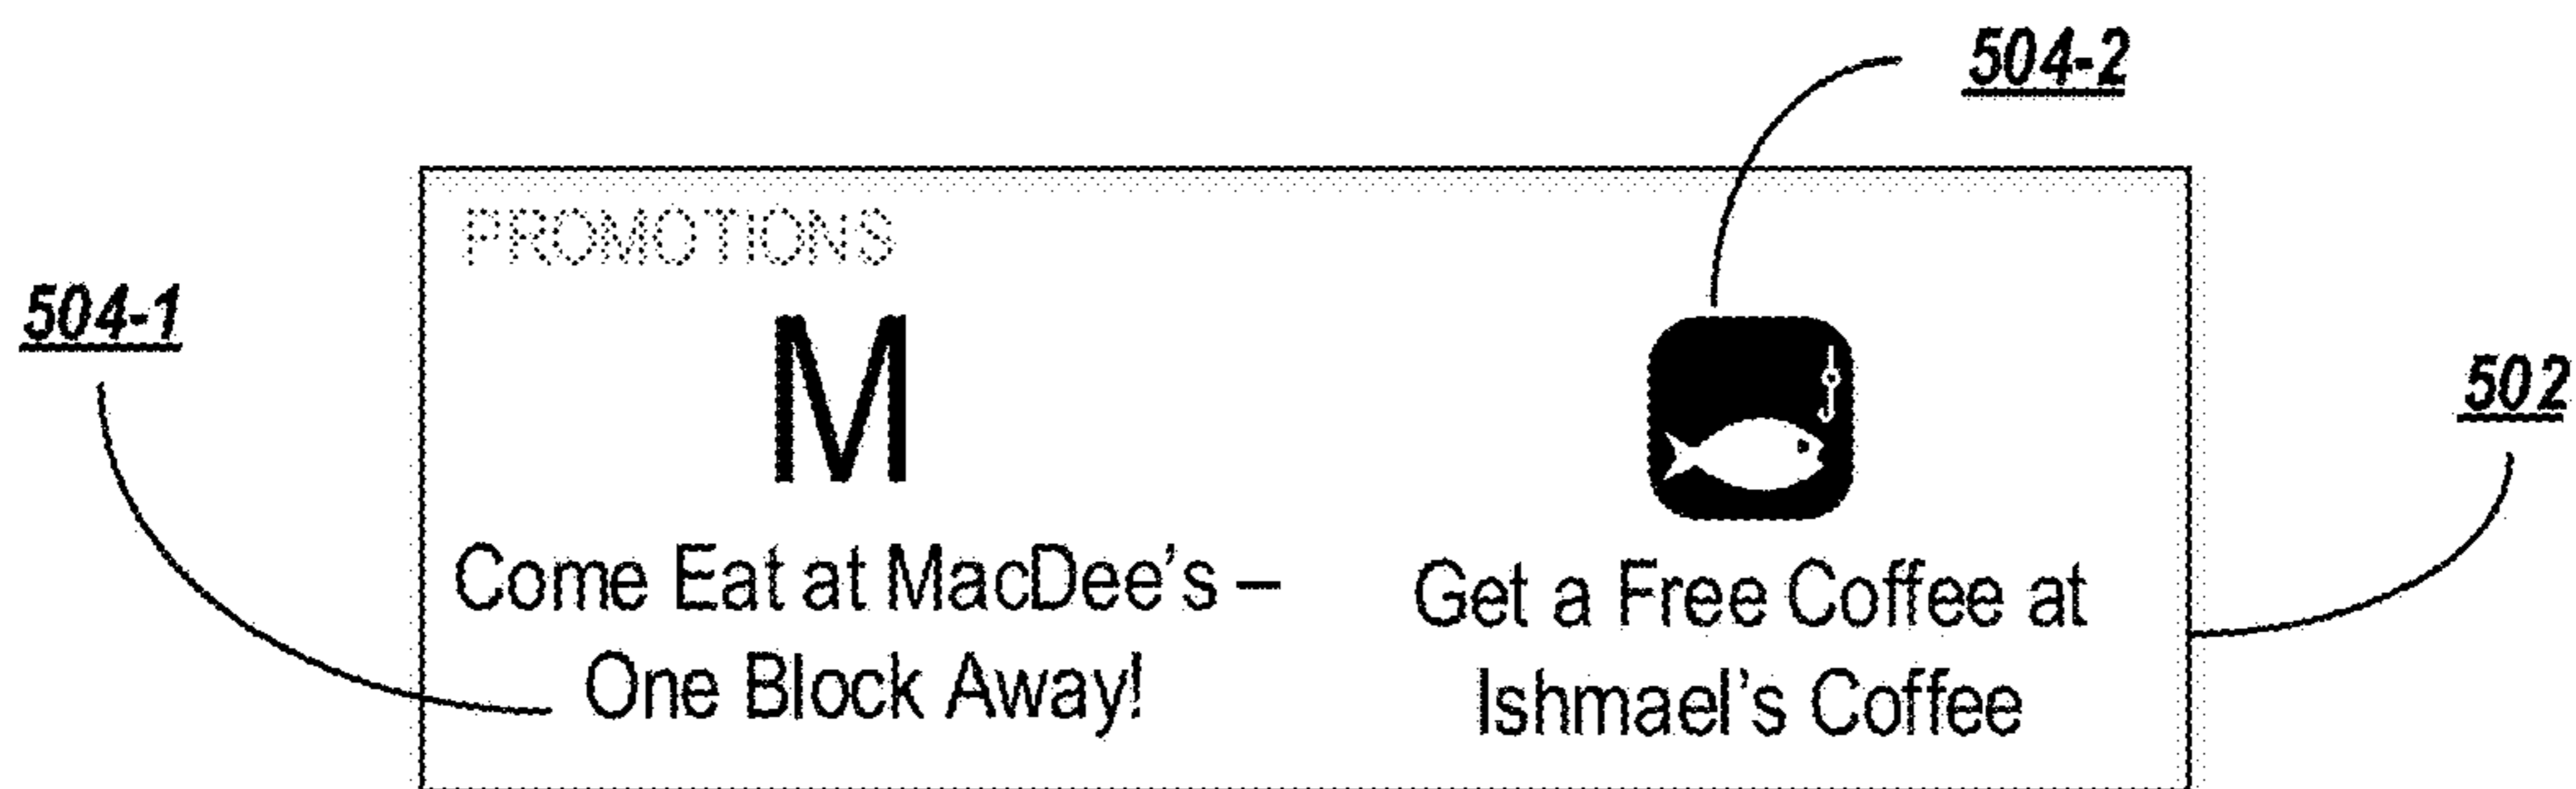 504-2
PROMOTIONS
504-1
M
502
Come Eat at MacDee's –
One Block Away!
Get a Free Coffee at
Ishmael's Coffee